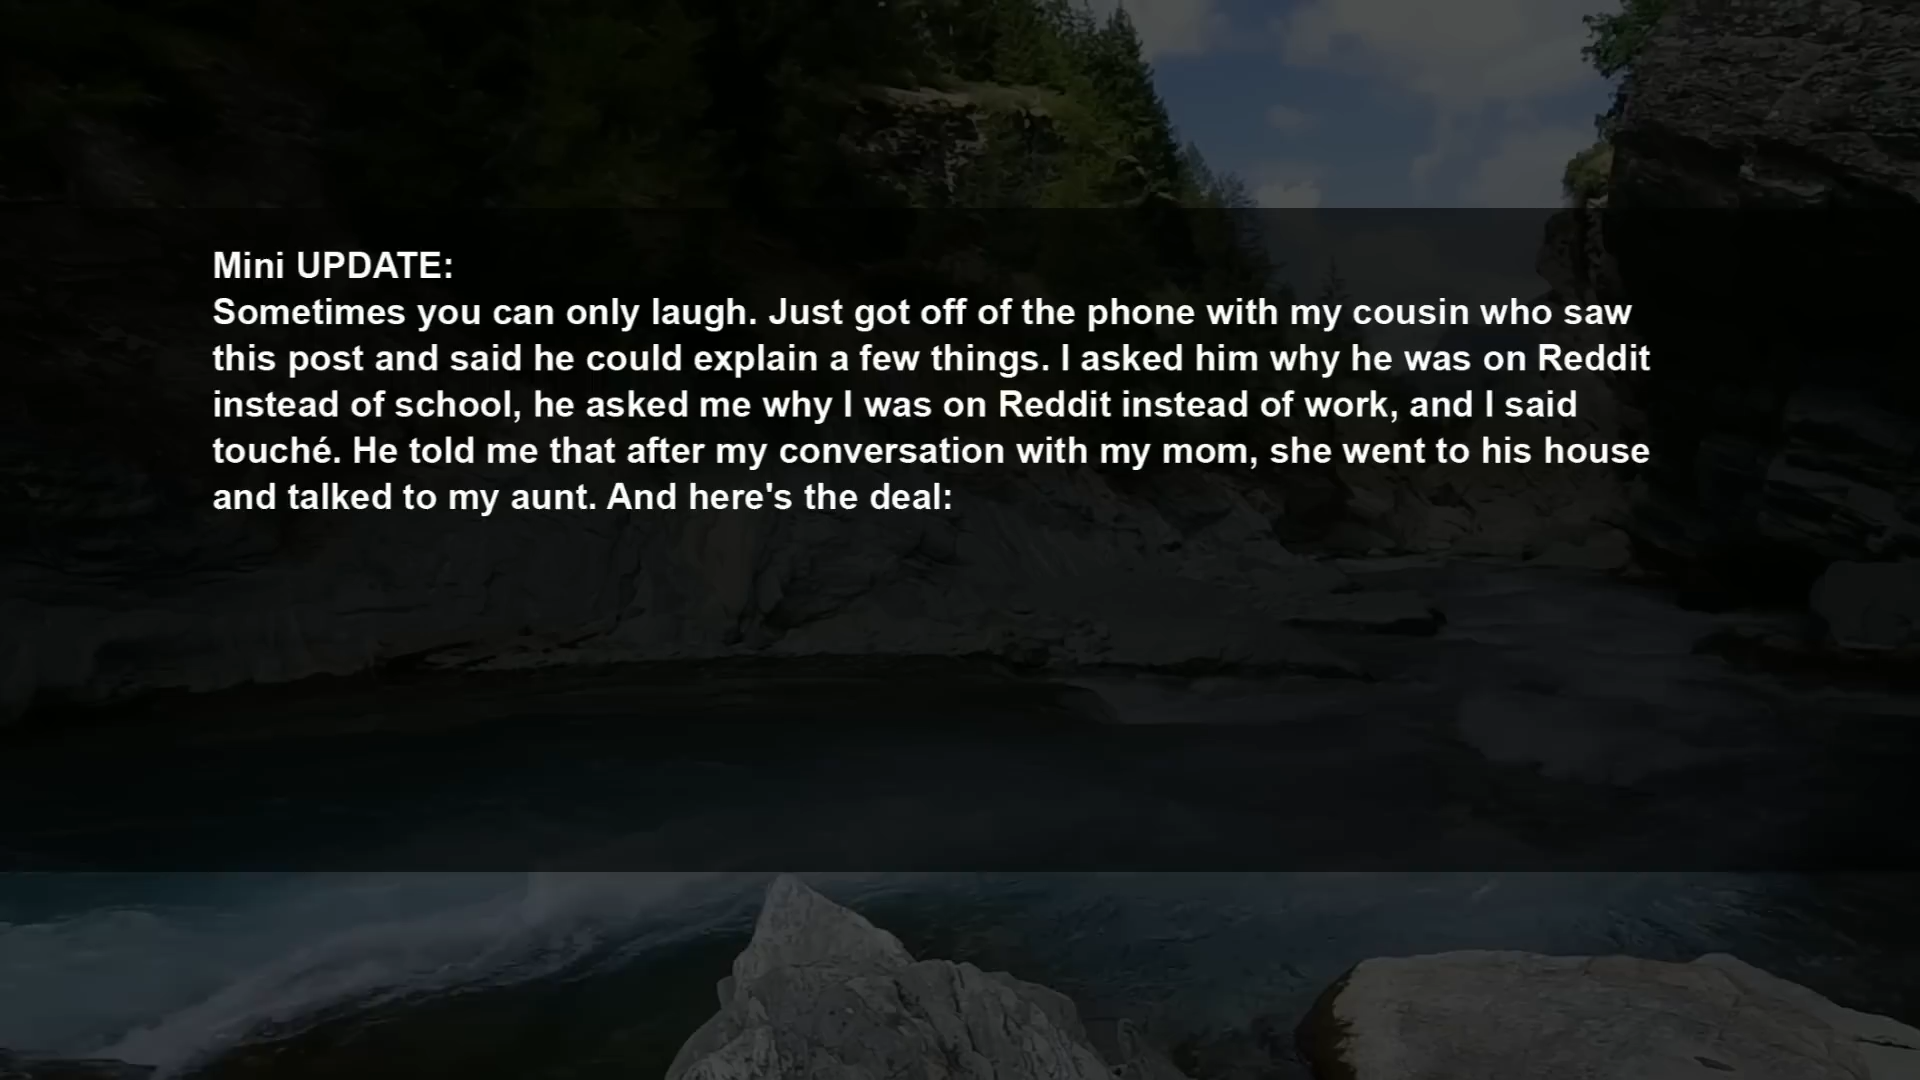 Mini UPDATE:
Sometimes you can only laugh. Just got off of the phone with my cousin who saw
this post and said he could explain a few things. I asked him why he was on Reddit
instead of school, he asked me why I was on Reddit instead of work, and I said
touché. He told me that after my conversation with my mom, she went to his house
and talked to my aunt. And here's the deal: